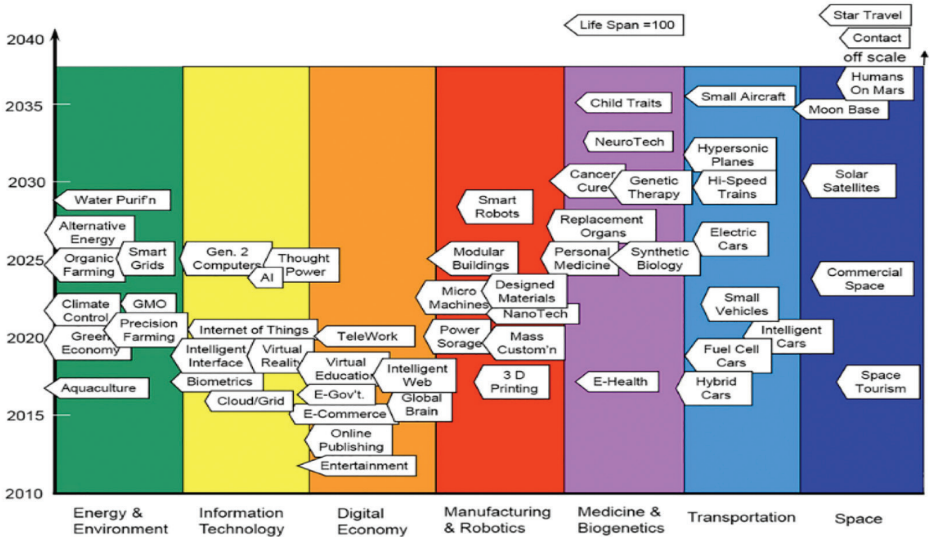 Life Span =100
Star Travel
Contact
off scale
2040
2035
2030
2025
2020
2015
2010
Water Purif'n
Alternative
Energy
Organic
Farming
Smart
Grids
Climate
Control
GMO
Green
Economy
Precision
Farming
Aquaculture
Gen. 2
Computers
Thought
Power
AI
Internet of Things
Intelligent
Interface
Virtual
Reality
Biometrics
Cloud/Grid
TeleWork
Virtual
Education
Intelligent
Web
E-Gov't.
Global
Brain
E-Commerce
Online
Publishing
Entertainment
Smart
Robots
Modular
Buildings
Micro
Machines
Designed
Materials
NanoTech
Power
Sorage
Mass
Custom'n
3 D
Printing
Child Traits
NeuroTech
Cancer
Cure
Genetic
Therapy
Replacement
Organs
Personal
Medicine
Synthetic
Biology
E-Health
Small Aircraft
Hypersonic
Planes
Hi-Speed
Trains
Electric
Cars
Small
Vehicles
Intelligent
Cars
Fuel Cell
Cars
Hybrid
Cars
Humans
On Mars
Moon Base
Solar
Satellites
Commercial
Space
Space
Tourism
Energy &
Environment
Information
Technology
Digital
Economy
Manufacturing
& Robotics
Medicine &
Biogenetics
Transportation
Space